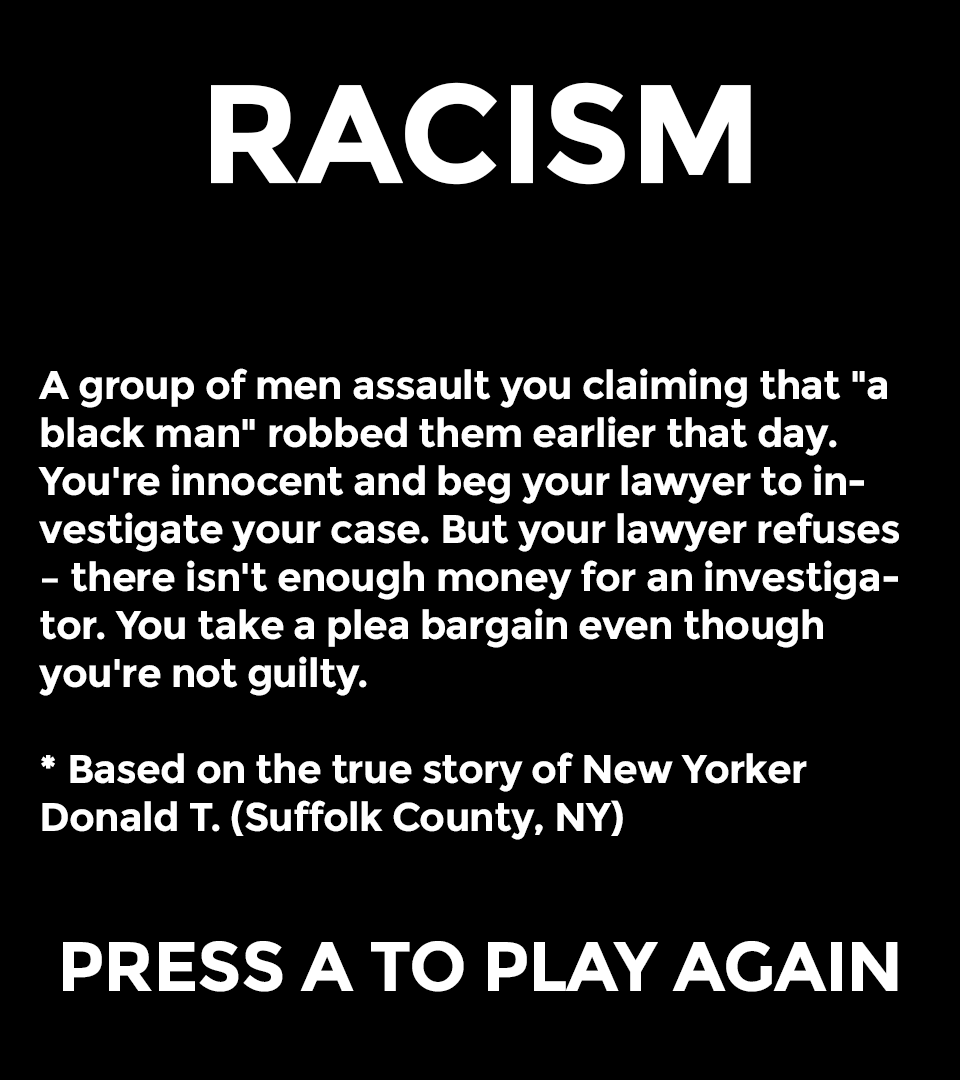 RACISM
A group of men assault you claiming that "a
black man" robbed them earlier that day.
You're innocent and beg your lawyer to in-
vestigate your case. But your lawyer refuses
– there isn't enough money for an investiga-
tor. You take a plea bargain even though
you're not guilty.
* Based on the true story of New Yorker
Donald T. (Suffolk County, NY)
PRESS A TO PLAY AGAIN